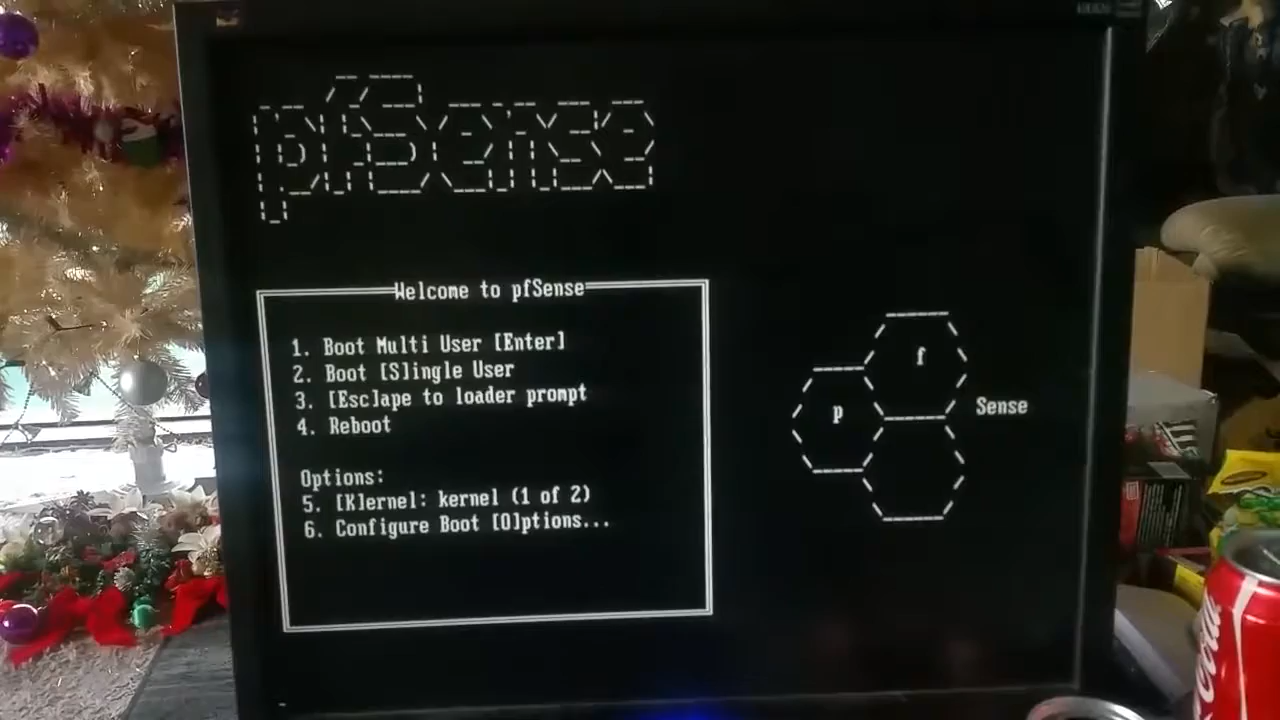 pfSense
Welcome to pfSense
1. Boot Multi User [Enter]
2. Boot [S]ingle User
3. [Esc]ape to loader prompt
4. Reboot
Options:
5. [K]ernel: kernel (1 of 2)
6. Configure Boot [O]ptions...
f
p
Sense